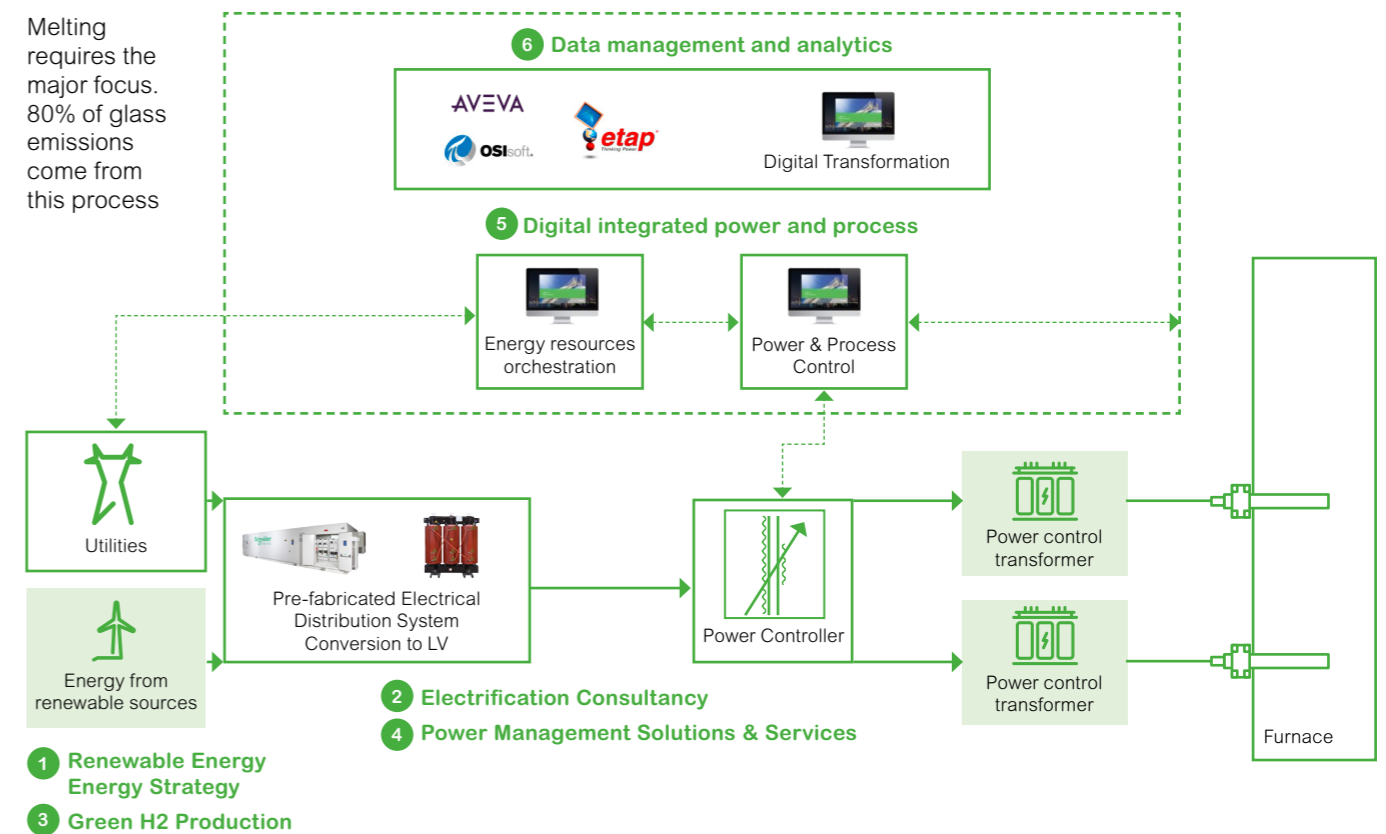 Melting
requires the
major focus.
80% of glass
emissions
come from
this process
6 Data management and analytics
AVEVA
OSIsoft.
etap
Thinking Power
Digital Transformation
5 Digital integrated power and process
Energy resources
orchestration
Power & Process
Control
Utilities
Energy from
renewable sources
Schneider
Pre-fabricated Electrical
Distribution System
Conversion to LV
Power Controller
Power control
transformer
Power control
transformer
Furnace
2 Electrification Consultancy
4 Power Management Solutions & Services
1 Renewable Energy
Energy Strategy
3 Green H2 Production